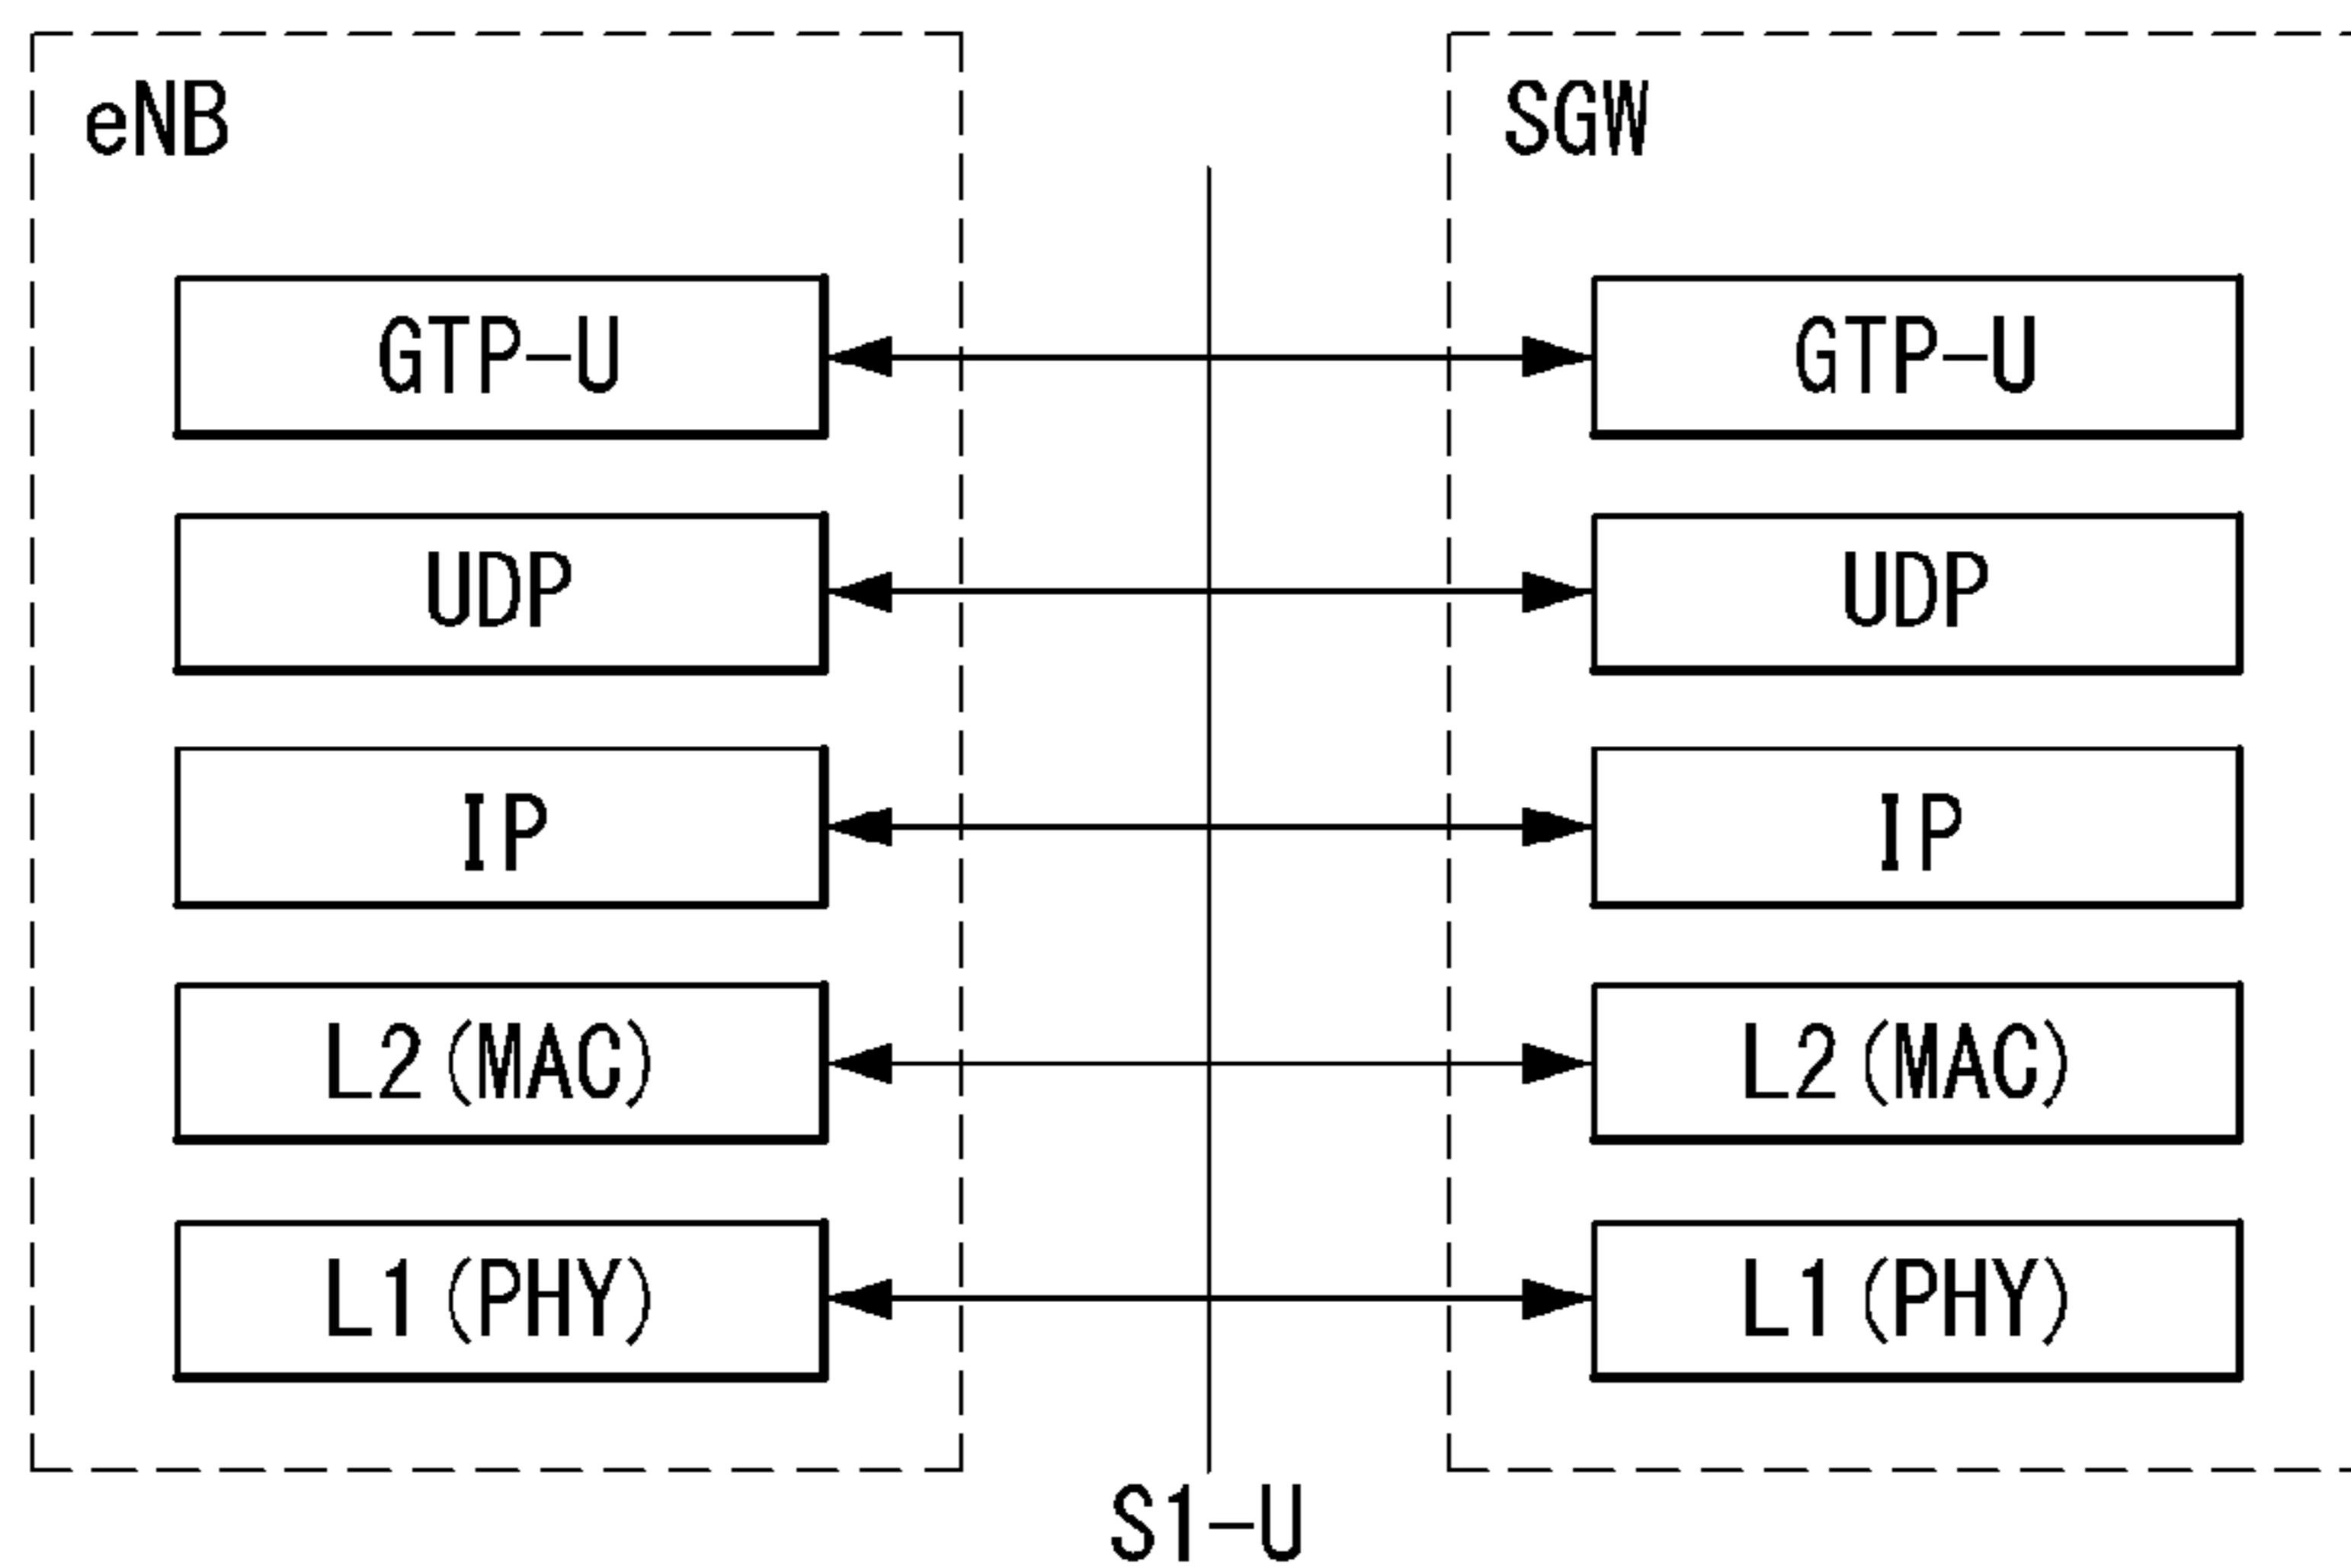 eNB
SGW
GTP-U
GTP-U
UDP
UDP
IP
IP
L2(MAC)
L2(MAC)
L1(PHY)
L1(PHY)
S1-U